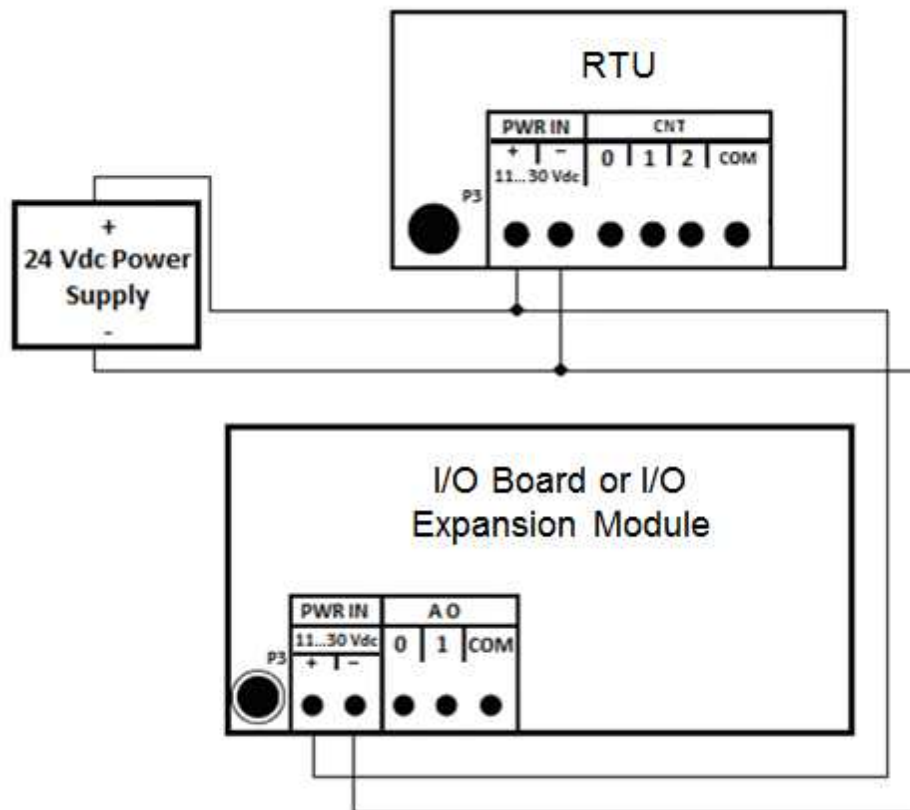 RTU
PWR IN CNT
+ − 0 1 2 COM
11...30 Vdc
P3
+
24 Vdc Power
Supply
-
I/O Board or I/O
Expansion Module
PWR IN A O
11...30 Vdc 0 1 COM
P3 + −